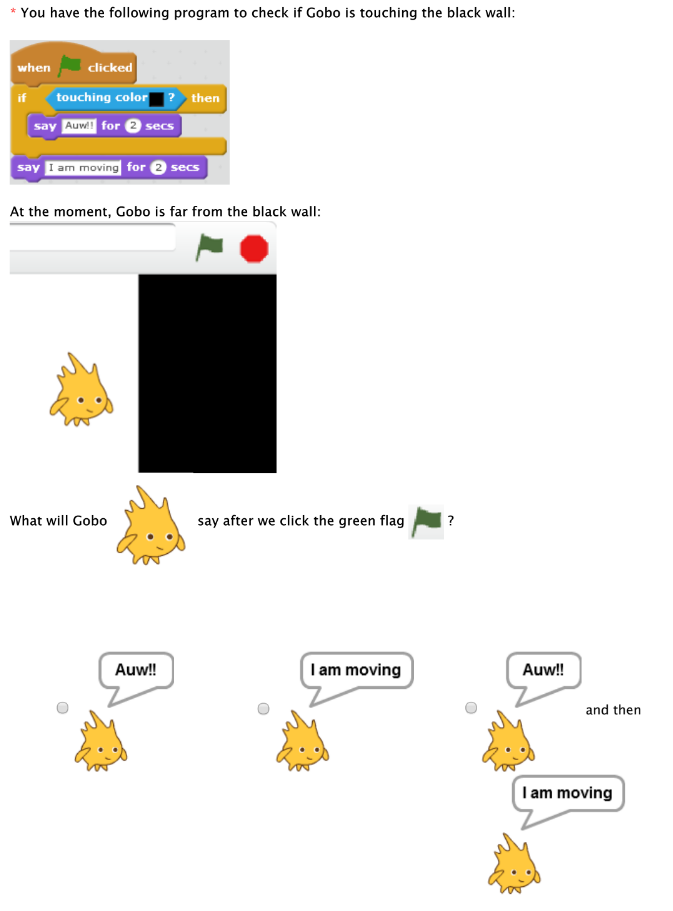 * You have the following program to check if Gobo is touching the black wall:
when clicked
if touching color ? then
say Auw!! for 2 secs
say I am moving for 2 secs
At the moment, Gobo is far from the black wall:
What will Gobo say after we click the green flag ?
Auw!!
I am moving
Auw!!
and then
I am moving